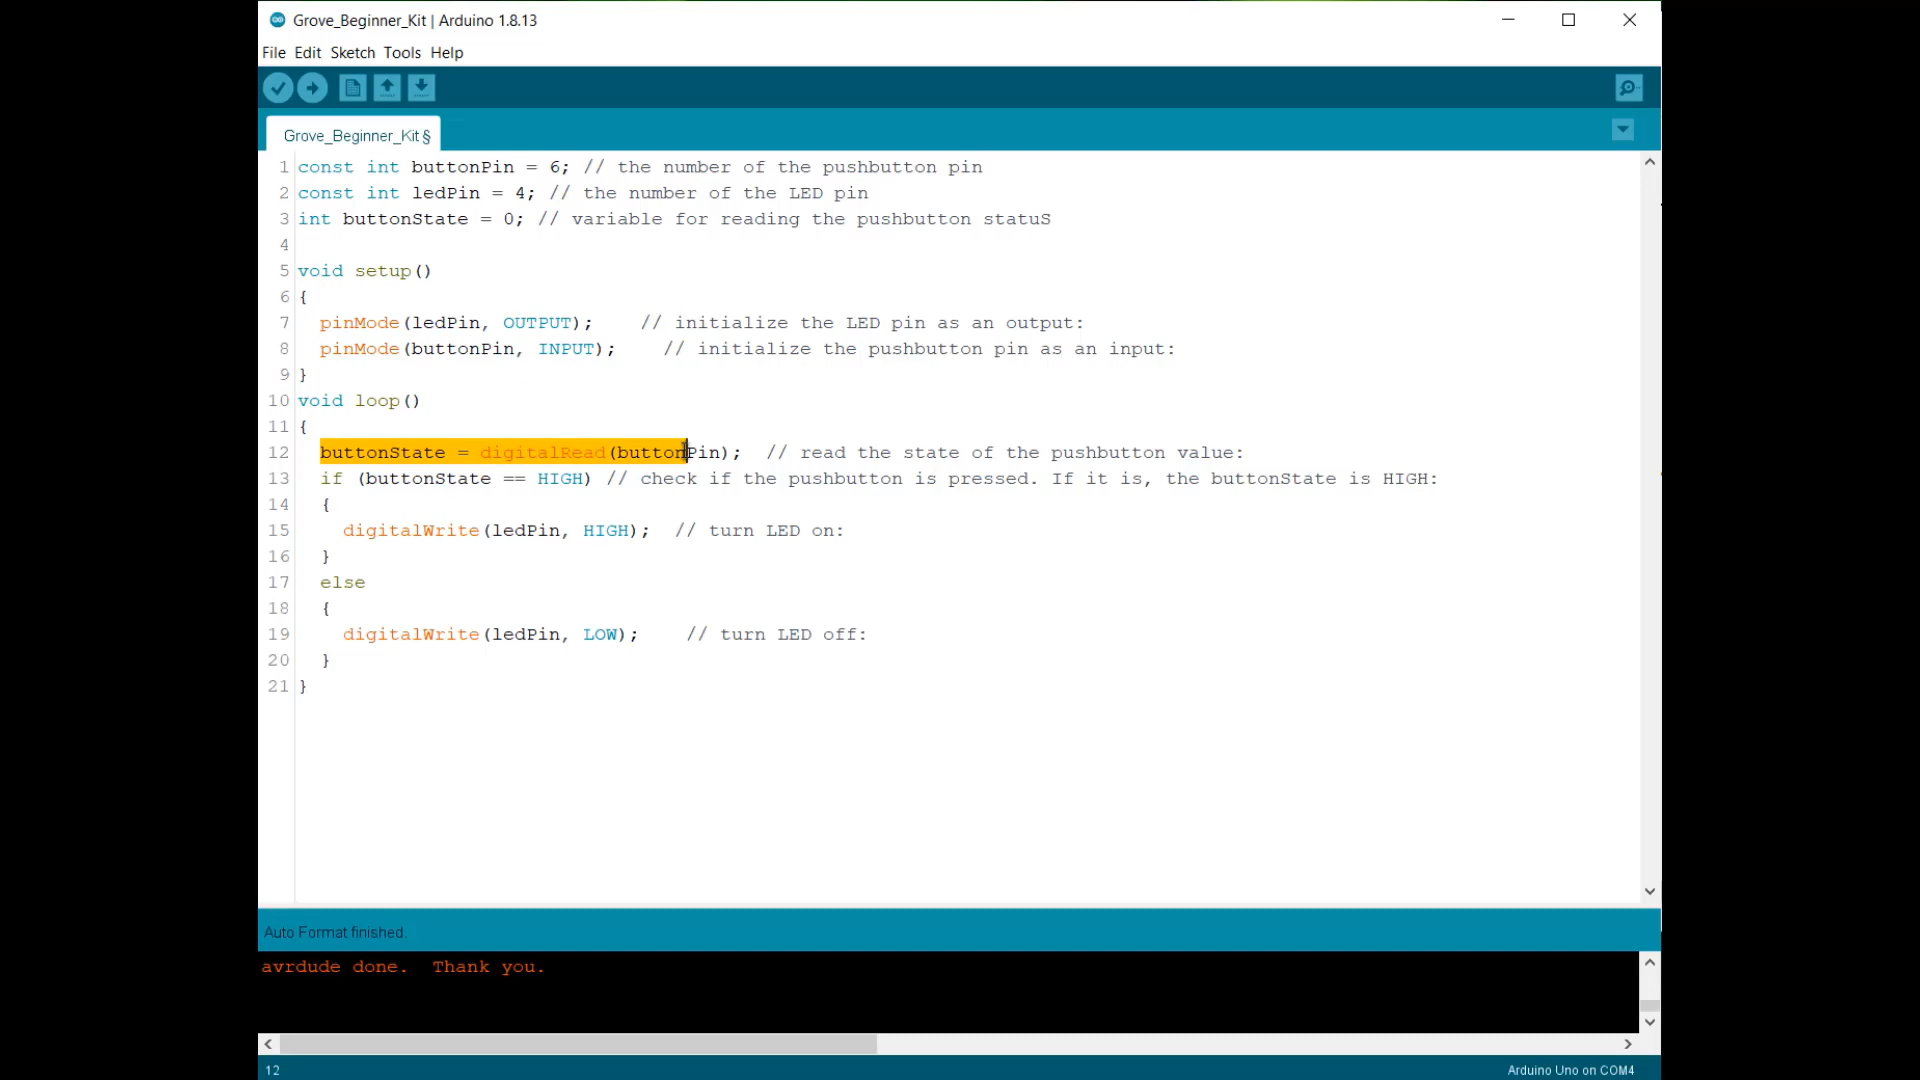 Grove_Beginner_Kit | Arduino 1.8.13
File Edit Sketch Tools Help
Grove_Beginner_Kit §
1 const int buttonPin = 6; // the number of the pushbutton pin
2 const int ledPin = 4; // the number of the LED pin
3 int buttonState = 0; // variable for reading the pushbutton statuS
4
5 void setup()
6 {
7   pinMode(ledPin, OUTPUT);    // initialize the LED pin as an output:
8   pinMode(buttonPin, INPUT);    // initialize the pushbutton pin as an input:
9 }
10 void loop()
11 {
12   buttonState = digitalRead(buttonPin);  // read the state of the pushbutton value:
13   if (buttonState == HIGH) // check if the pushbutton is pressed. If it is, the buttonState is HIGH:
14   {
15     digitalWrite(ledPin, HIGH);  // turn LED on:
16   }
17   else
18   {
19     digitalWrite(ledPin, LOW);    // turn LED off:
20   }
21 }
Auto Format finished.
avrdude done.  Thank you.
12 Arduino Uno on COM4